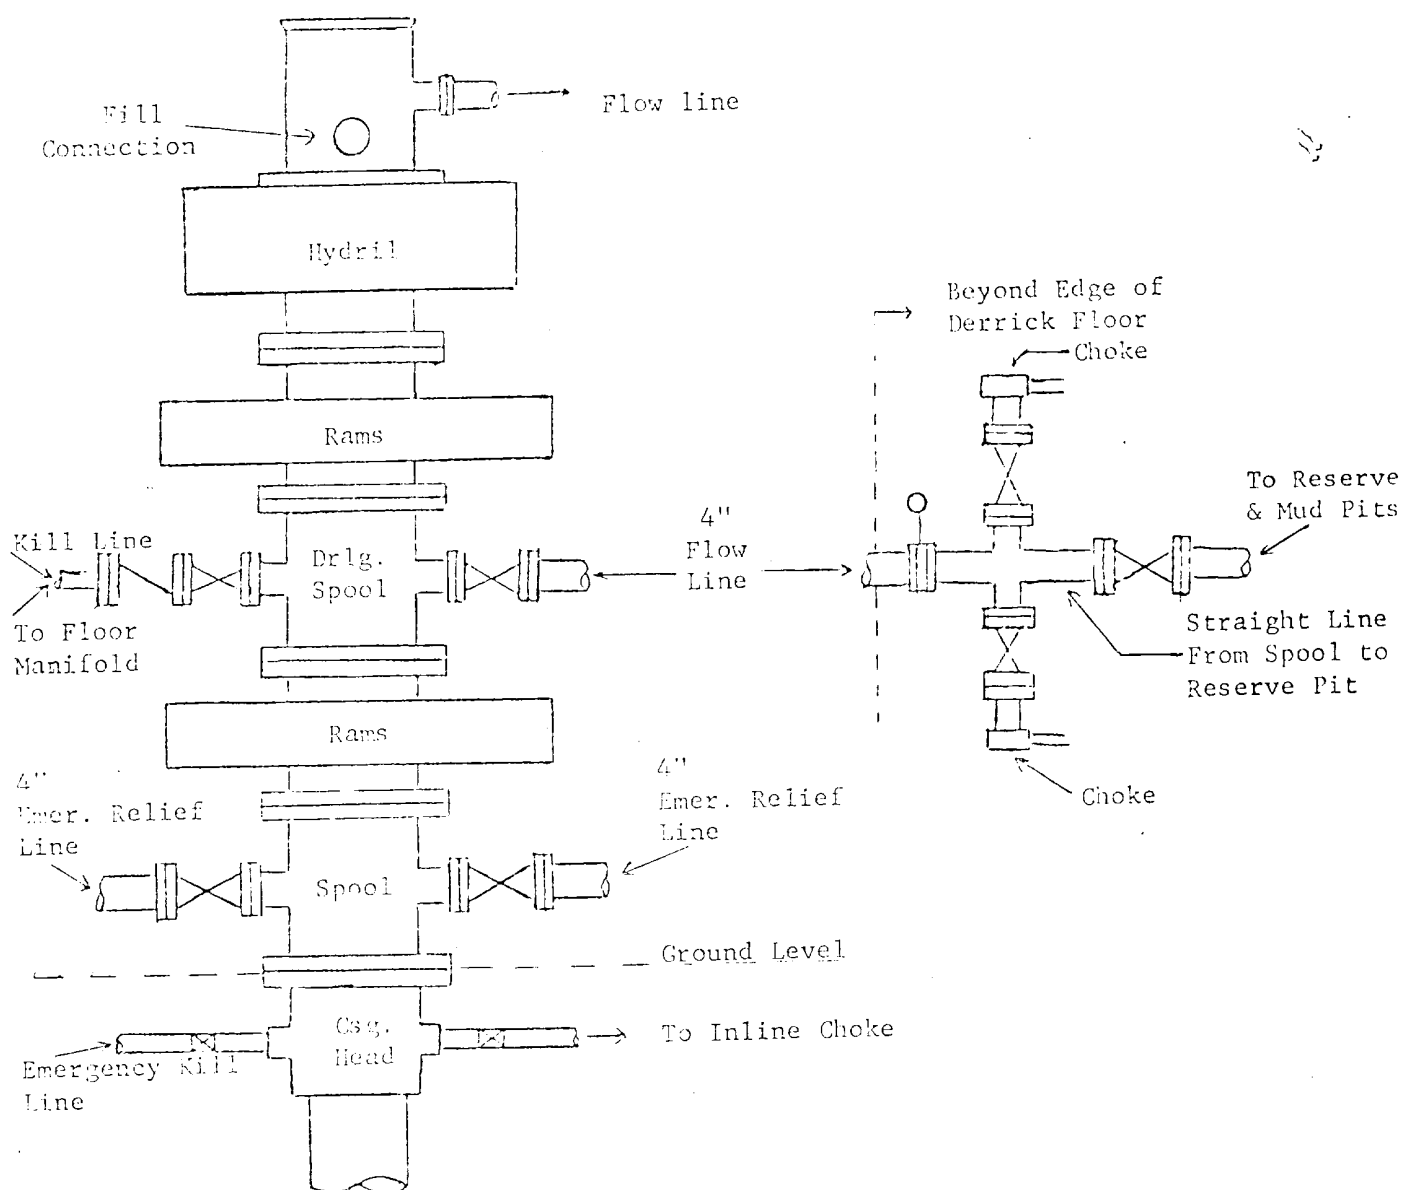 Fill
Connection
Flow line
Hydril
Beyond Edge of
Derrick Floor
Choke
Rams
To Reserve
& Mud Pits
Kill Line
Drlg.
Spool
4"
Flow
Line
To Floor
Manifold
Straight Line
From Spool to
Reserve Pit
Rams
4"
Emer. Relief
Line
4"
Emer. Relief
Line
Choke
Spool
Ground Level
Csg.
Head
To Inline Choke
Emergency Kill
Line